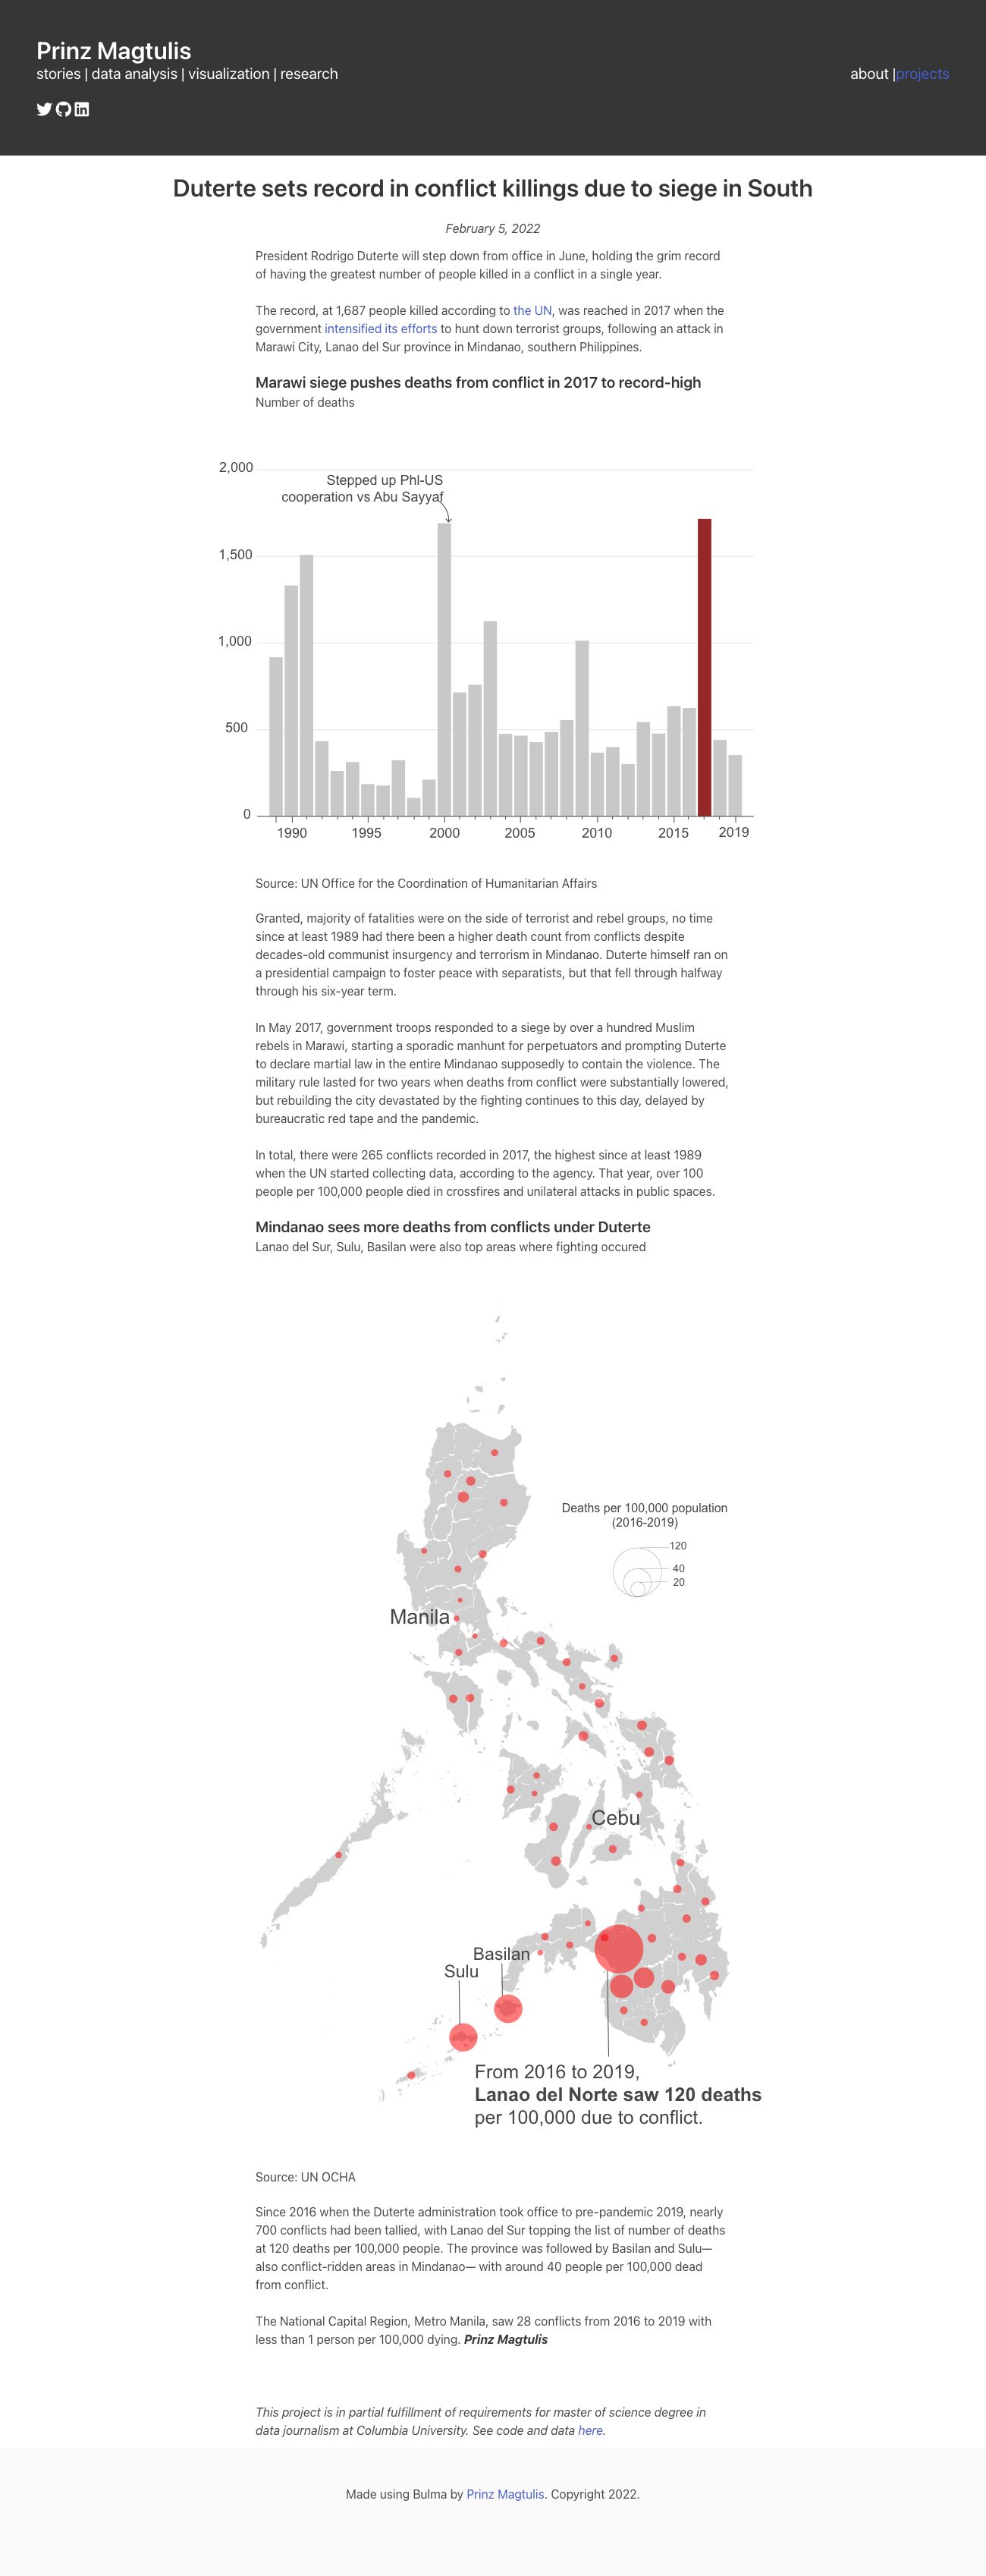 Prinz Magtulis
stories | data analysis | visualization | research
about |projects
Duterte sets record in conflict killings due to siege in South
February 5, 2022
President Rodrigo Duterte will step down from office in June, holding the grim record
of having the greatest number of people killed in a conflict in a single year.
The record, at 1,687 people killed according to the UN, was reached in 2017 when the
government intensified its efforts to hunt down terrorist groups, following an attack in
Marawi City, Lanao del Sur province in Mindanao, southern Philippines.
Marawi siege pushes deaths from conflict in 2017 to record-high
Number of deaths
2,000
Stepped up Phl-US
cooperation vs Abu Sayyaf
1,500
1,000
500
0
1990 1995 2000 2005 2010 2015 2019
Source: UN Office for the Coordination of Humanitarian Affairs
Granted, majority of fatalities were on the side of terrorist and rebel groups, no time
since at least 1989 had there been a higher death count from conflicts despite
decades-old communist insurgency and terrorism in Mindanao. Duterte himself ran on
a presidential campaign to foster peace with separatists, but that fell through halfway
through his six-year term.
In May 2017, government troops responded to a siege by over a hundred Muslim
rebels in Marawi, starting a sporadic manhunt for perpetuators and prompting Duterte
to declare martial law in the entire Mindanao supposedly to contain the violence. The
military rule lasted for two years when deaths from conflict were substantially lowered,
but rebuilding the city devastated by the fighting continues to this day, delayed by
bureaucratic red tape and the pandemic.
In total, there were 265 conflicts recorded in 2017, the highest since at least 1989
when the UN started collecting data, according to the agency. That year, over 100
people per 100,000 people died in crossfires and unilateral attacks in public spaces.
Mindanao sees more deaths from conflicts under Duterte
Lanao del Sur, Sulu, Basilan were also top areas where fighting occured
Deaths per 100,000 population
(2016-2019)
120
40
20
Manila
Cebu
Basilan
Sulu
From 2016 to 2019,
Lanao del Norte saw 120 deaths
per 100,000 due to conflict.
Source: UN OCHA
Since 2016 when the Duterte administration took office to pre-pandemic 2019, nearly
700 conflicts had been tallied, with Lanao del Sur topping the list of number of deaths
at 120 deaths per 100,000 people. The province was followed by Basilan and Sulu—
also conflict-ridden areas in Mindanao— with around 40 people per 100,000 dead
from conflict.
The National Capital Region, Metro Manila, saw 28 conflicts from 2016 to 2019 with
less than 1 person per 100,000 dying. Prinz Magtulis
This project is in partial fulfillment of requirements for master of science degree in
data journalism at Columbia University. See code and data here.
Made using Bulma by Prinz Magtulis. Copyright 2022.